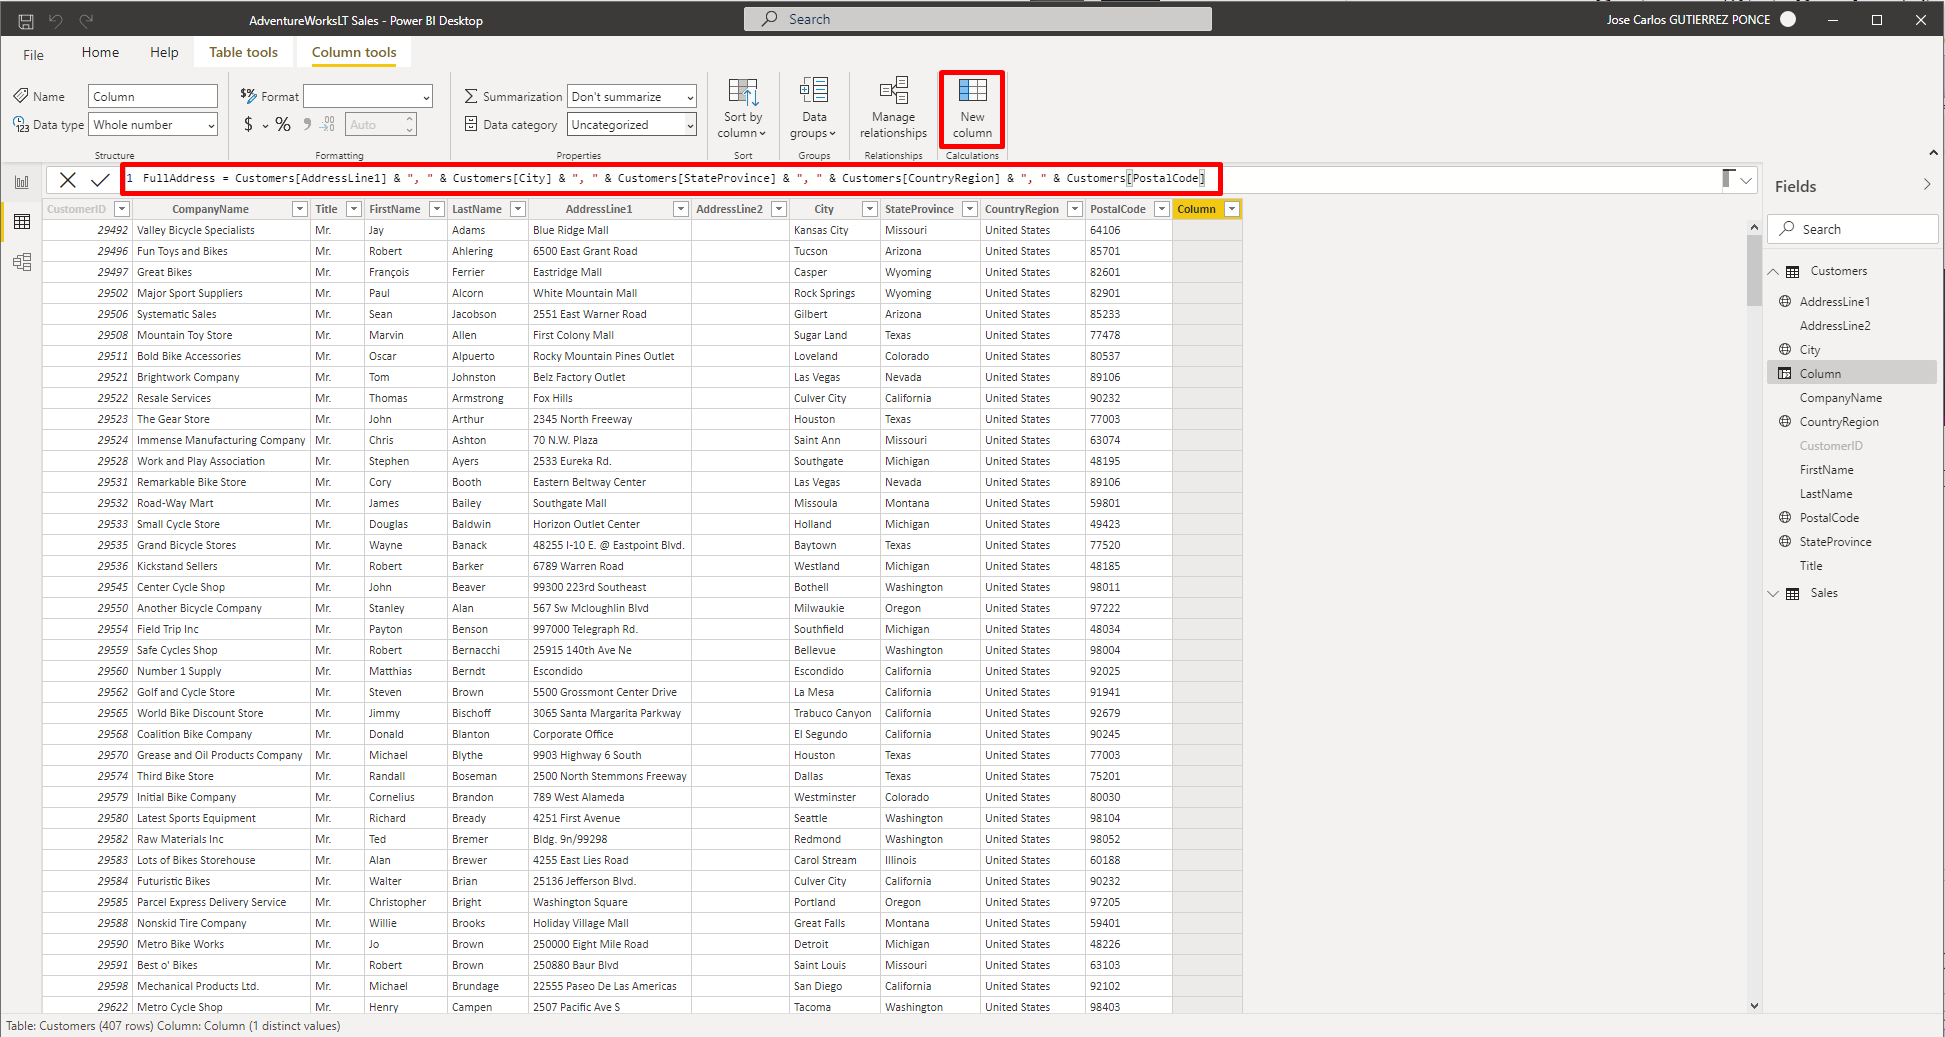 AdventureWorksLT Sales - Power BI Desktop
Search
Jose Carlos GUTIERREZ PONCE
File
Home
Help
Table tools
Column tools
Name
Column
Data type
Whole number
Structure
$% Format
$ % 9 .00
Auto
Formatting
Summarization
Don't summarize
Data category
Uncategorized
Properties
Sort by
column
Sort
Data
groups
Groups
Manage
relationships
Relationships
New
column
Calculations
1 FullAddress = Customers[AddressLine1] & ", " & Customers[City] & ", " & Customers[StateProvince] & ", " & Customers[CountryRegion] & ", " & Customers[PostalCode]
CustomerID CompanyName Title FirstName LastName AddressLine1 AddressLine2 City StateProvince CountryRegion PostalCode Column
29492 Valley Bicycle Specialists Mr. Jay Adams Blue Ridge Mall Kansas City Missouri United States 64106
29496 Fun Toys and Bikes Mr. Robert Ahlering 6500 East Grant Road Tucson Arizona United States 85701
29497 Great Bikes Mr. François Ferrier Eastridge Mall Casper Wyoming United States 82601
29502 Major Sport Suppliers Mr. Paul Alcorn White Mountain Mall Rock Springs Wyoming United States 82901
29506 Systematic Sales Mr. Sean Jacobson 2551 East Warner Road Gilbert Arizona United States 85233
29508 Mountain Toy Store Mr. Marvin Allen First Colony Mall Sugar Land Texas United States 77478
29511 Bold Bike Accessories Mr. Oscar Alpuerto Rocky Mountain Pines Outlet Loveland Colorado United States 80537
29521 Brightwork Company Mr. Tom Johnston Belz Factory Outlet Las Vegas Nevada United States 89106
29522 Resale Services Mr. Thomas Armstrong Fox Hills Culver City California United States 90232
29523 The Gear Store Mr. John Arthur 2345 North Freeway Houston Texas United States 77003
29524 Immense Manufacturing Company Mr. Chris Ashton 70 N.W. Plaza Saint Ann Missouri United States 63074
29528 Work and Play Association Mr. Stephen Ayers 2533 Eureka Rd. Southgate Michigan United States 48195
29531 Remarkable Bike Store Mr. Cory Booth Eastern Beltway Center Las Vegas Nevada United States 89106
29532 Road-Way Mart Mr. James Bailey Southgate Mall Missoula Montana United States 59801
29533 Small Cycle Store Mr. Douglas Baldwin Horizon Outlet Center Holland Michigan United States 49423
29535 Grand Bicycle Stores Mr. Wayne Banack 48255 I-10 E. @ Eastpoint Blvd. Baytown Texas United States 77520
29536 Kickstand Sellers Mr. Robert Barker 6789 Warren Road Westland Michigan United States 48185
29545 Center Cycle Shop Mr. John Beaver 99300 223rd Southeast Bothell Washington United States 98011
29550 Another Bicycle Company Mr. Stanley Alan 567 Sw Mcloughlin Blvd Milwaukie Oregon United States 97222
29554 Field Trip Inc Mr. Payton Benson 997000 Telegraph Rd. Southfield Michigan United States 48034
29559 Safe Cycles Shop Mr. Robert Bernacchi 25915 140th Ave Ne Bellevue Washington United States 98004
29560 Number 1 Supply Mr. Matthias Berndt Escondido Escondido California United States 92025
29562 Golf and Cycle Store Mr. Steven Brown 5500 Grossmont Center Drive La Mesa California United States 91941
29565 World Bike Discount Store Mr. Jimmy Bischoff 3065 Santa Margarita Parkway Trabuco Canyon California United States 92679
29568 Coalition Bike Company Mr. Donald Blanton Corporate Office El Segundo California United States 90245
29570 Grease and Oil Products Company Mr. Michael Blythe 9903 Highway 6 South Houston Texas United States 77003
29574 Third Bike Store Mr. Randall Boseman 2500 North Stemmons Freeway Dallas Texas United States 75201
29579 Initial Bike Company Mr. Cornelius Brandon 789 West Alameda Westminster Colorado United States 80030
29580 Latest Sports Equipment Mr. Richard Bready 4251 First Avenue Seattle Washington United States 98104
29582 Raw Materials Inc Mr. Ted Bremer Bldg. 9n/99298 Redmond Washington United States 98052
29583 Lots of Bikes Storehouse Mr. Alan Brewer 4255 East Lies Road Carol Stream Illinois United States 60188
29584 Futuristic Bikes Mr. Walter Brian 25136 Jefferson Blvd. Culver City California United States 90232
29585 Parcel Express Delivery Service Mr. Christopher Bright Washington Square Portland Oregon United States 97205
29588 Nonskid Tire Company Mr. Willie Brooks Holiday Village Mall Great Falls Montana United States 59401
29590 Metro Bike Works Mr. Jo Brown 250000 Eight Mile Road Detroit Michigan United States 48226
29591 Best o' Bikes Mr. Robert Brown 250880 Baur Blvd Saint Louis Missouri United States 63103
29598 Mechanical Products Ltd. Mr. Michael Brundage 22555 Paseo De Las Americas San Diego California United States 92102
29622 Metro Cycle Shop Mr. Henry Campen 2507 Pacific Ave S Tacoma Washington United States 98403
Table: Customers (407 rows) Column: Column (1 distinct values)
Fields
Search
Customers
AddressLine1
AddressLine2
City
Column
CompanyName
CountryRegion
CustomerID
FirstName
LastName
PostalCode
StateProvince
Title
Sales